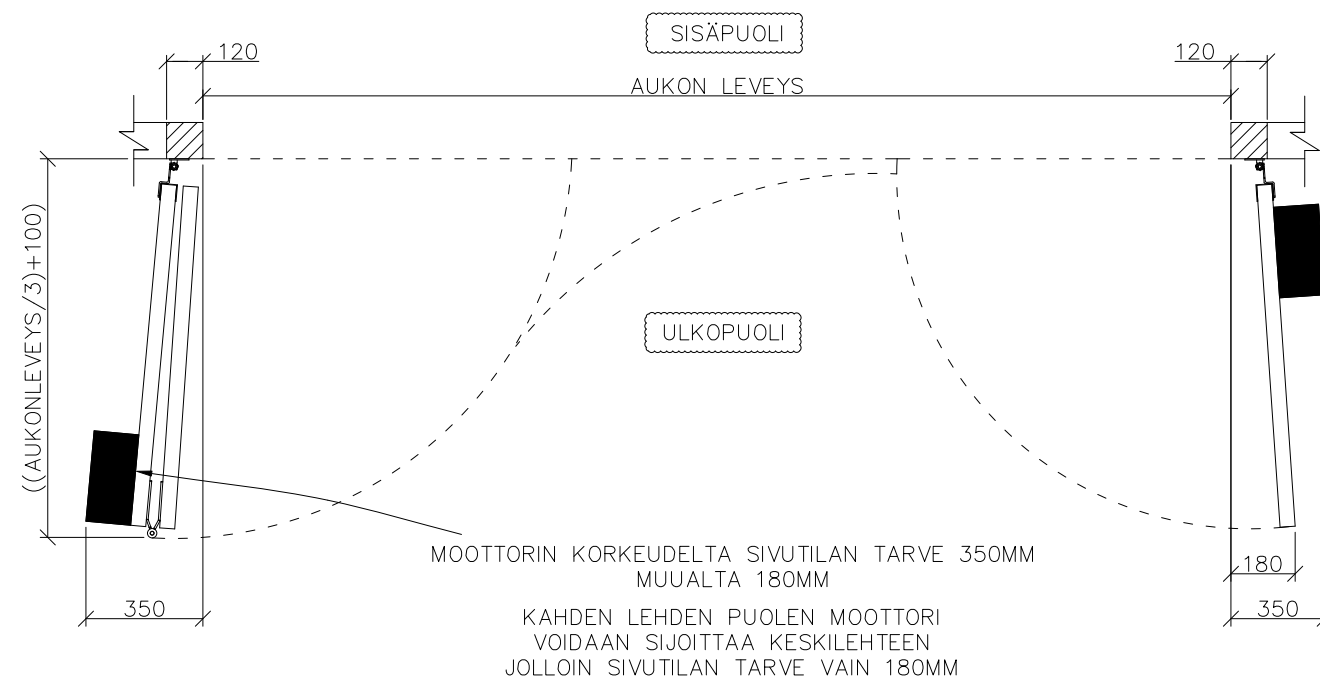 SISÄPUOLI
120
120
AUKON LEVEYS
((AUKONLEVEYS/3)+100)
ULKOPUOLI
MOOTTORIN KORKEUDELTA SIVUTILAN TARVE 350MM
MUUALTA 180MM
180
350
350
KAHDEN LEHDEN PUOLEN MOOTTORI
VOIDAAN SIJOITTAA KESKILEHTEEN
JOLLOIN SIVUTILAN TARVE VAIN 180MM